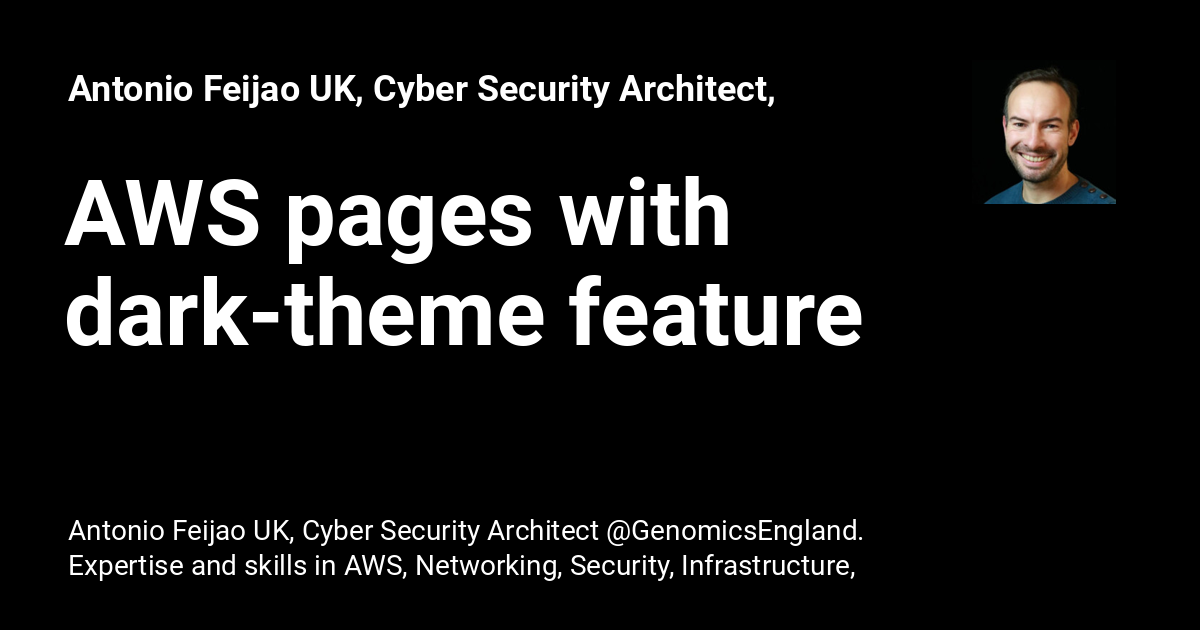 Antonio Feijao UK, Cyber Security Architect,
AWS pages with
dark-theme feature
Antonio Feijao UK, Cyber Security Architect @GenomicsEngland.
Expertise and skills in AWS, Networking, Security, Infrastructure,